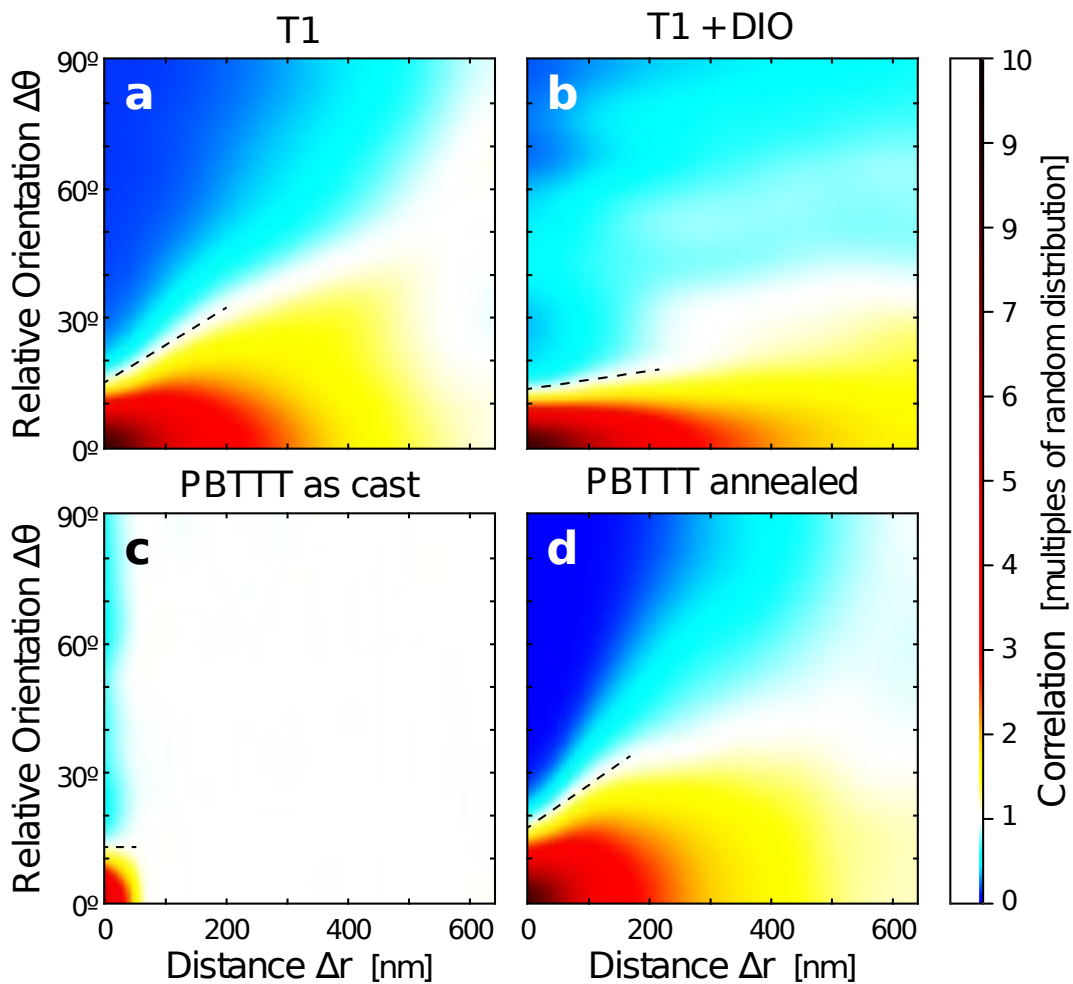 T1
T1 + DIO
Relative Orientation Δθ
90º
60º
30º
0º
a
b
10
9
9
7
6
5
4
3
2
1
0
Correlation [multiples of random distribution]
PBTTT as cast
PBTTT annealed
Relative Orientation Δθ
90º
60º
30º
0º
c
d
0
200
400
600
0
200
400
600
Distance Δr [nm]
Distance Δr [nm]